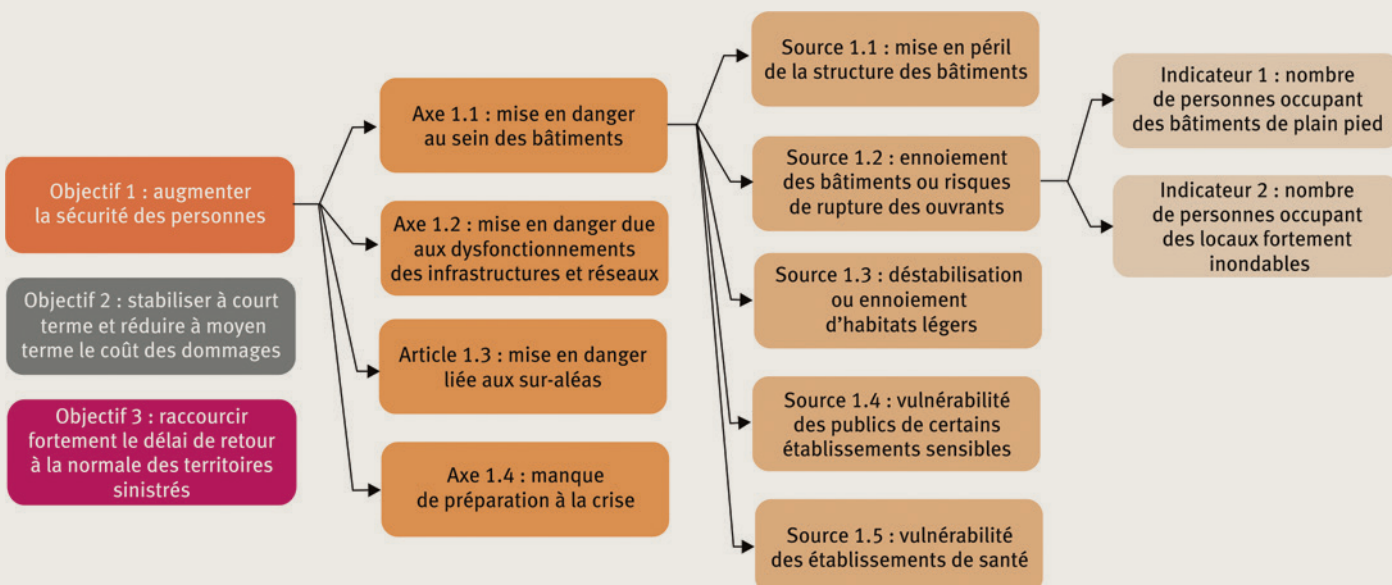 Objectif 1 : augmenter
la sécurité des personnes
Objectif 2 : stabiliser à court
terme et réduire à moyen
terme le coût des dommages
Objectif 3 : raccourcir
fortement le délai de retour
à la normale des territoires
sinistrés
Axe 1.1 : mise en danger
au sein des bâtiments
Axe 1.2 : mise en danger due
aux dysfonctionnements
des infrastructures et réseaux
Article 1.3 : mise en danger
liée aux sur-aléas
Axe 1.4 : manque
de préparation à la crise
Source 1.1 : mise en péril
de la structure des bâtiments
Source 1.2 : ennoiement
des bâtiments ou risques
de rupture des ouvrants
Source 1.3 : déstabilisation
ou ennoiement
d’habitats légers
Source 1.4 : vulnérabilité
des publics de certains
établissements sensibles
Source 1.5 : vulnérabilité
des établissements de santé
Indicateur 1 : nombre
de personnes occupant
des bâtiments de plain pied
Indicateur 2 : nombre
de personnes occupant
des locaux fortement
inondables